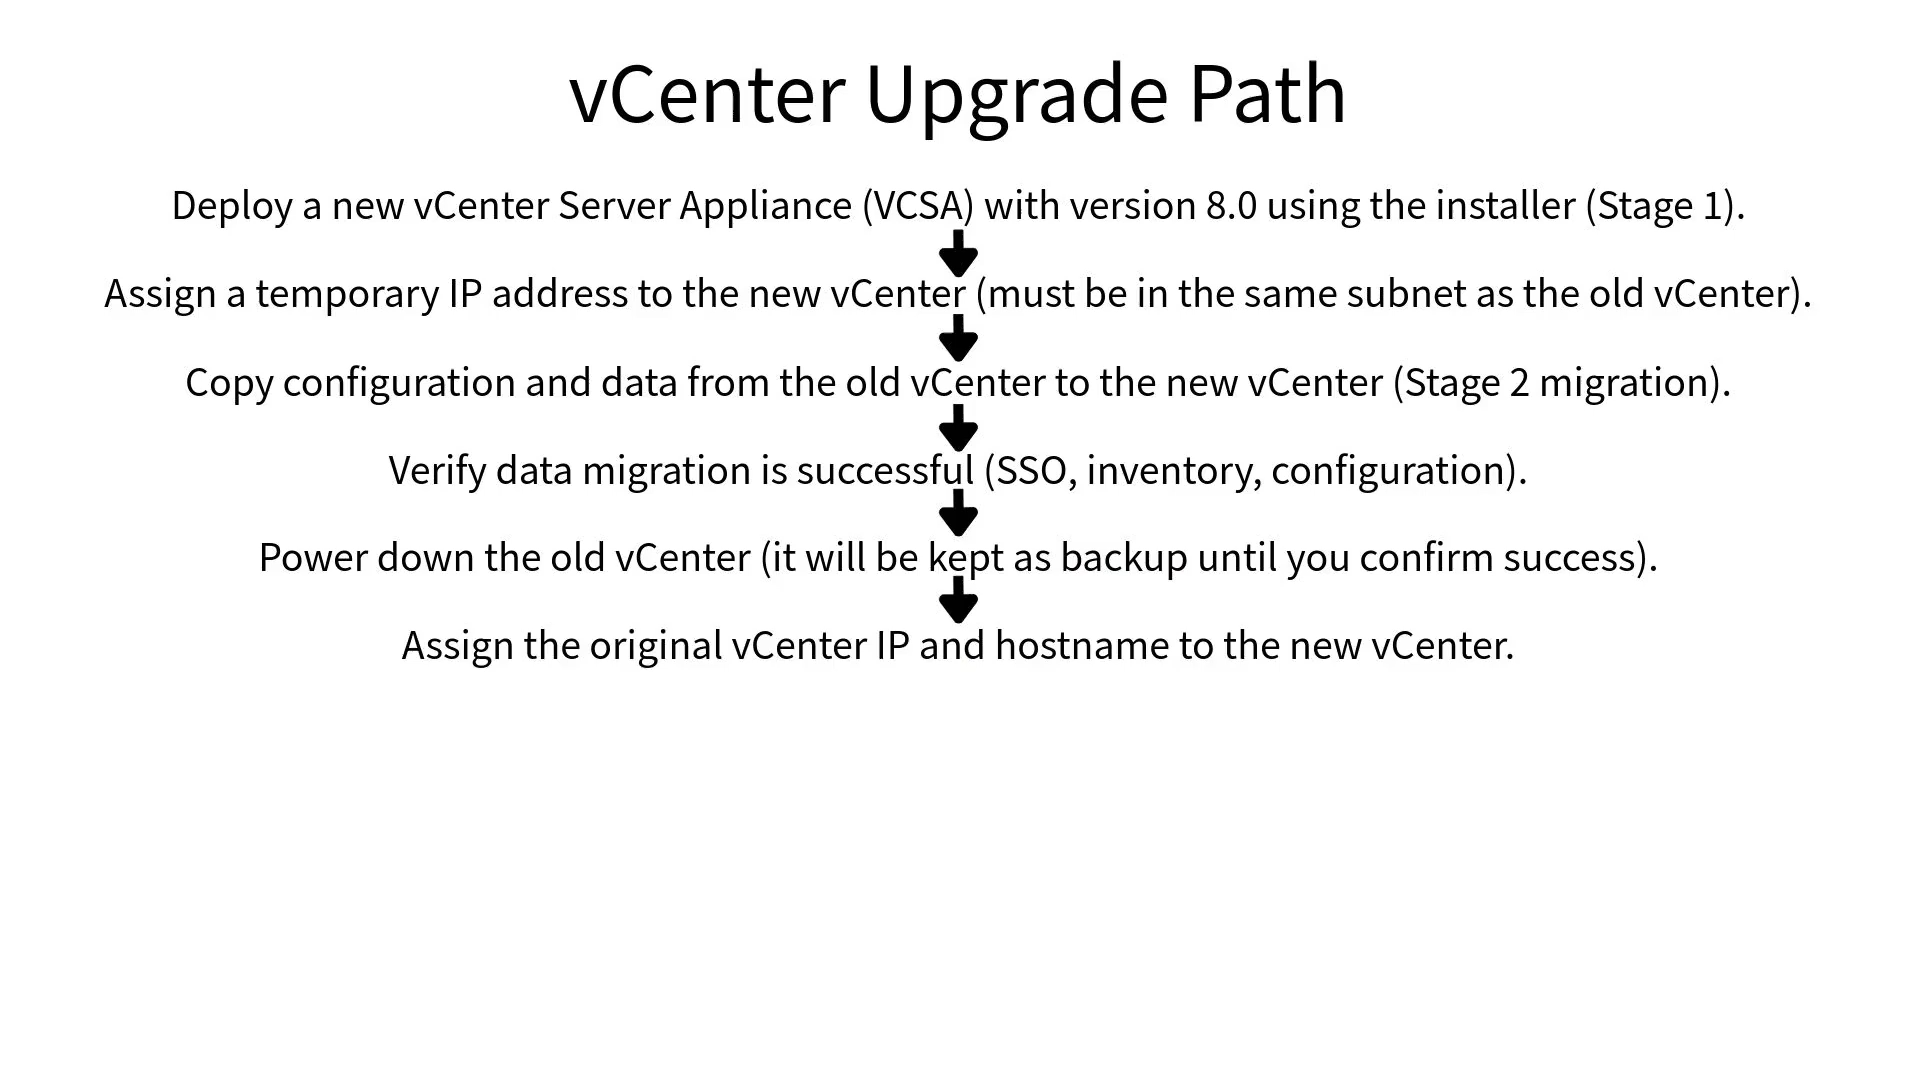 vCenter Upgrade Path
Deploy a new vCenter Server Appliance (VCSA) with version 8.0 using the installer (Stage 1).
Assign a temporary IP address to the new vCenter (must be in the same subnet as the old vCenter).
Copy configuration and data from the old vCenter to the new vCenter (Stage 2 migration).
Verify data migration is successful (SSO, inventory, configuration).
Power down the old vCenter (it will be kept as backup until you confirm success).
Assign the original vCenter IP and hostname to the new vCenter.